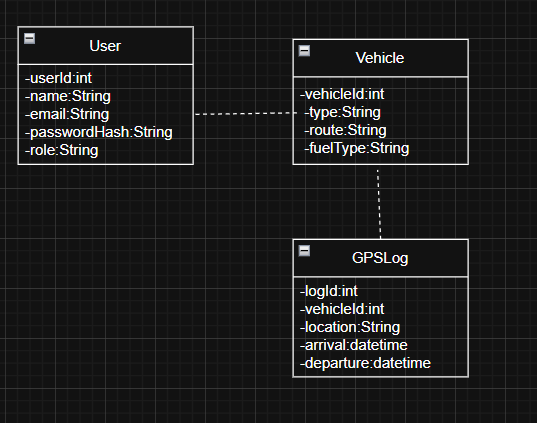 User
-userId:int
-name:String
-email:String
-passwordHash:String
-role:String
Vehicle
-vehicleId:int
-type:String
-route:String
-fuelType:String
GPSLog
-logId:int
-vehicleId:int
-location:String
-arrival:datetime
-departure:datetime